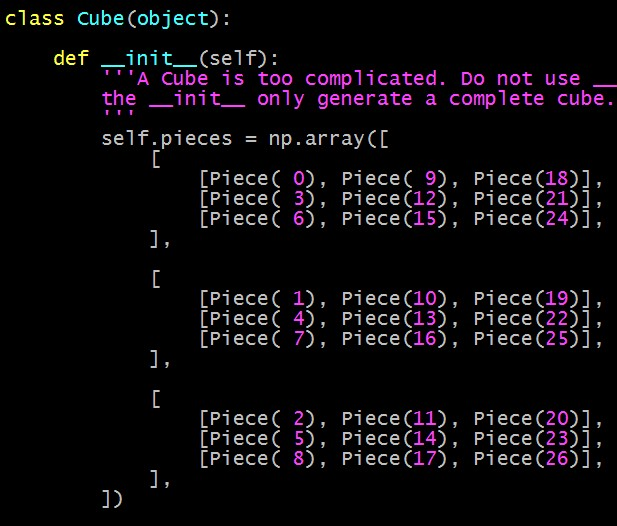 class Cube(object):
def __init__(self):
'''A Cube is too complicated. Do not use __
the __init__ only generate a complete cube.
'''
self.pieces = np.array([
[
[Piece( 0), Piece( 9), Piece(18)],
[Piece( 3), Piece(12), Piece(21)],
[Piece( 6), Piece(15), Piece(24)],
],
[
[Piece( 1), Piece(10), Piece(19)],
[Piece( 4), Piece(13), Piece(22)],
[Piece( 7), Piece(16), Piece(25)],
],
[
[Piece( 2), Piece(11), Piece(20)],
[Piece( 5), Piece(14), Piece(23)],
[Piece( 8), Piece(17), Piece(26)],
],
])